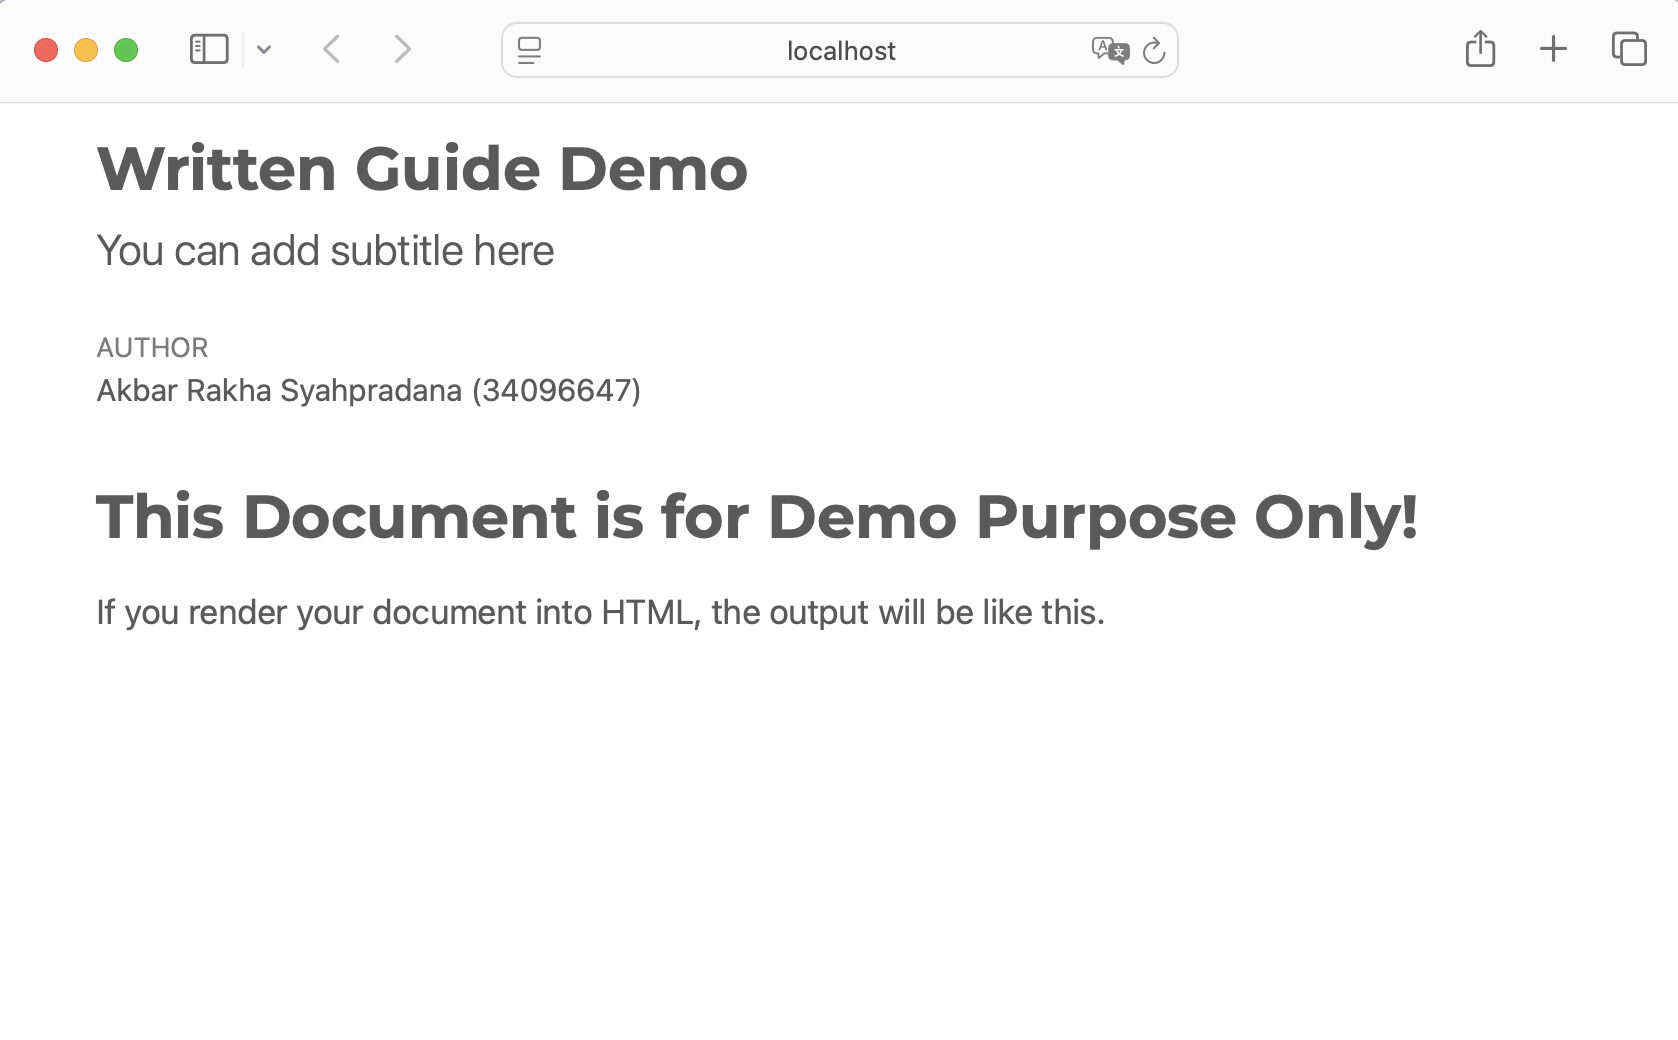 localhost
Written Guide Demo
You can add subtitle here
AUTHOR
Akbar Rakha Syahpradana (34096647)
This Document is for Demo Purpose Only!
If you render your document into HTML, the output will be like this.